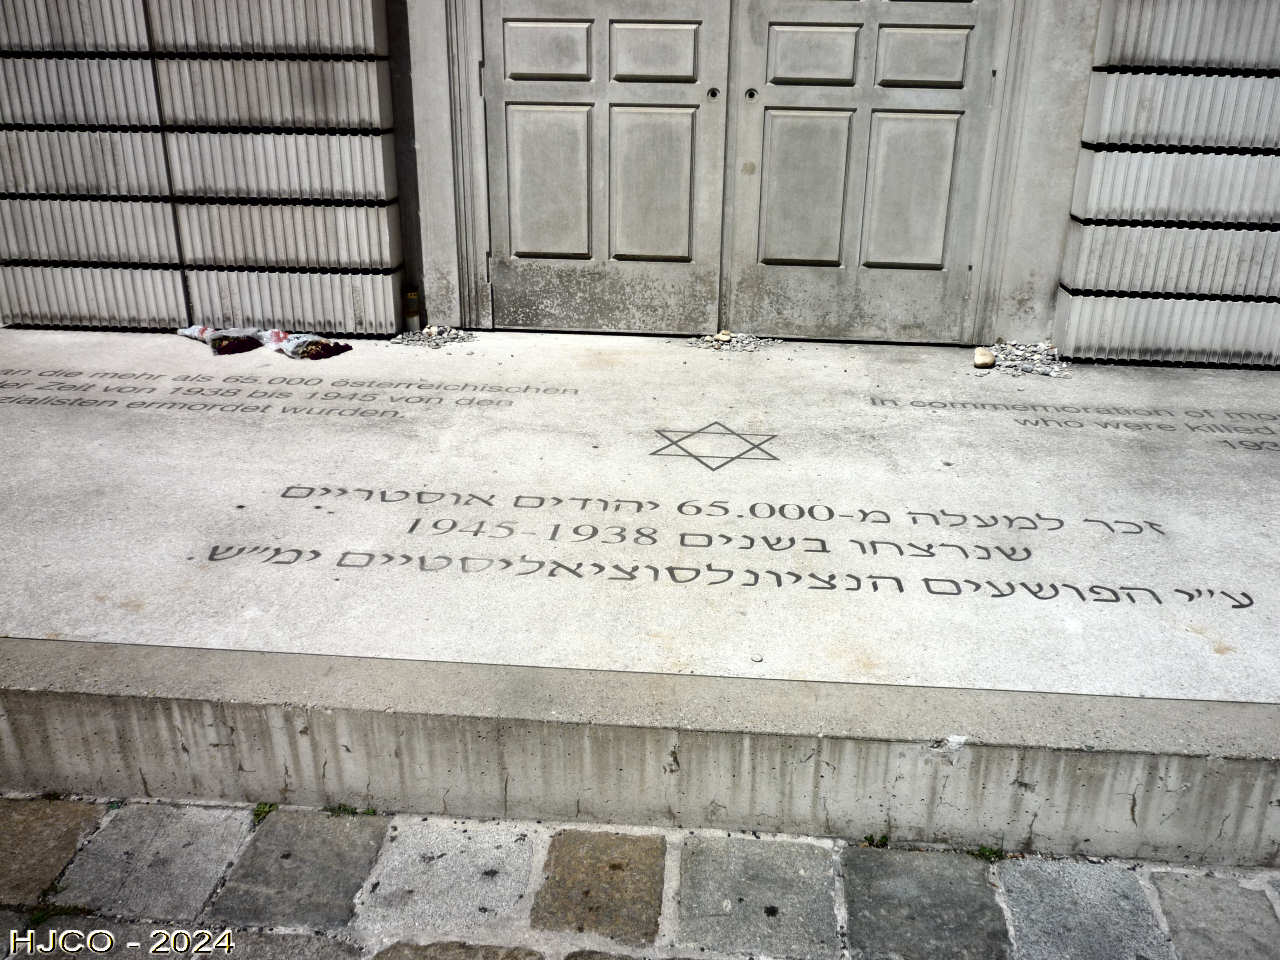 an die mehr als 65.000 österreichischen
der Zeit von 1938 bis 1945 von den
zialisten ermordet wurden.
In commemoration of mo
who were killed
193
זכר למעלה מ-65.000 יהודים אוסטריים
שנרצחו בשנים 1945-1938
ע״י הפושעים הנציונלסוציאליסטיים ימ״ש.
HJCO - 2024